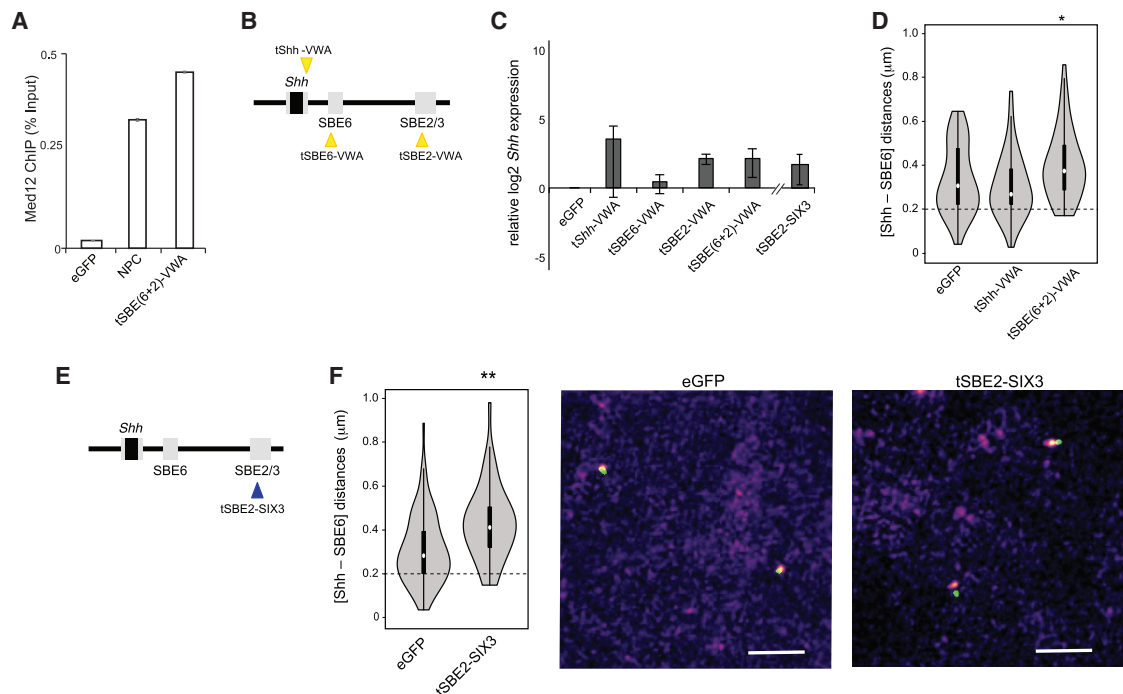 A
Med12 ChIP (% Input)
0.5
0.25
0
eGFP
NPC
tSBE(6+2)-VWA
B
tShh -VWA
Shh
SBE6
SBE2/3
tSBE6-VWA
tSBE2-VWA
C
relative log2 Shh expression
10
5
0
-5
eGFP
tShh-VWA
tSBE6-VWA
tSBE2-VWA
tSBE(6+2)-VWA
tSBE2-SIX3
D
*
[Shh – SBE6] distances (µm)
1.0
0.8
0.6
0.4
0.2
0
eGFP
tShh-VWA
tSBE(6+2)-VWA
E
Shh
SBE6
SBE2/3
tSBE2-SIX3
F
**
[Shh – SBE6] distances (µm)
1.0
0.8
0.6
0.4
0.2
0
eGFP
tSBE2-SIX3
eGFP
tSBE2-SIX3